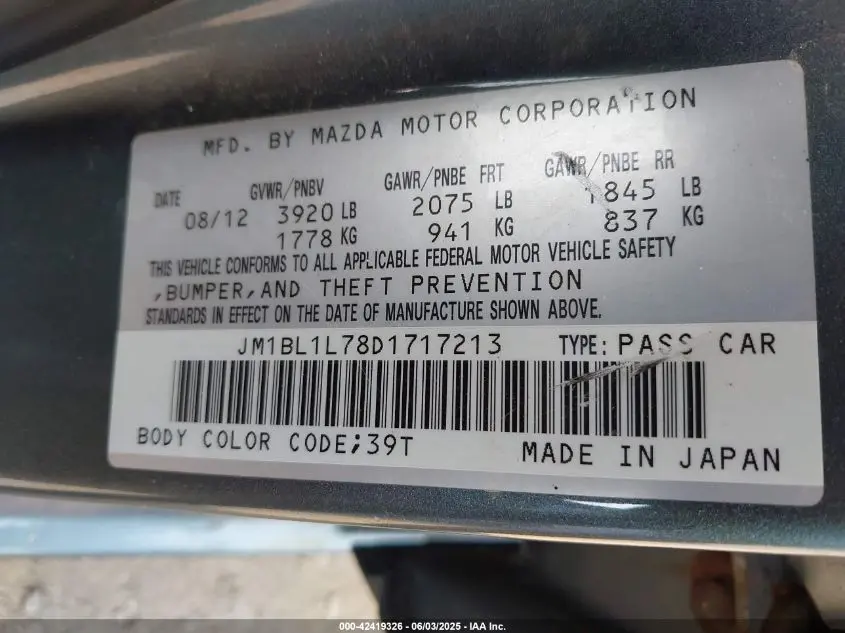 MFD. BY MAZDA MOTOR CORPORATION
DATE GVWR/PNBV GAWR/PNBE FRT GAWR/PNBE RR
08/12 3920 LB 2075 LB 1845 LB
1778 KG 941 KG 837 KG
THIS VEHICLE CONFORMS TO ALL APPLICABLE FEDERAL MOTOR VEHICLE SAFETY
,BUMPER,AND THEFT PREVENTION
STANDARDS IN EFFECT ON THE DATE OF MANUFACTURE SHOWN ABOVE.
JM1BL1L78D1717213 TYPE: PASS CAR
BODY COLOR CODE;39T MADE IN JAPAN
000-42419326 - 06/03/2025 - IAA Inc.